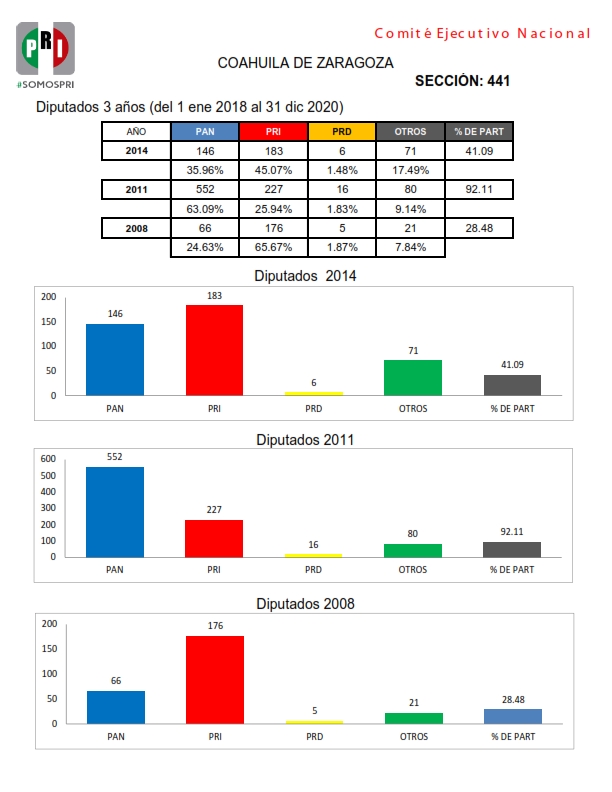 Comité Ejecutivo Nacional
PRI
#SOMOSPRI
COAHUILA DE ZARAGOZA
SECCIÓN: 441
Diputados 3 años (del 1 ene 2018 al 31 dic 2020)
AÑO PAN PRI PRD OTROS % DE PART
2014 146 183 6 71 41.09
35.96% 45.07% 1.48% 17.49%
2011 552 227 16 80 92.11
63.09% 25.94% 1.83% 9.14%
2008 66 176 5 21 28.48
24.63% 65.67% 1.87% 7.84%
Diputados 2014
200
150
100
50
0
146
183
6
71
41.09
PAN PRI PRD OTROS % DE PART
Diputados 2011
600
500
400
300
200
100
0
552
227
16
80
92.11
PAN PRI PRD OTROS % DE PART
Diputados 2008
200
150
100
50
0
66
176
5
21
28.48
PAN PRI PRD OTROS % DE PART